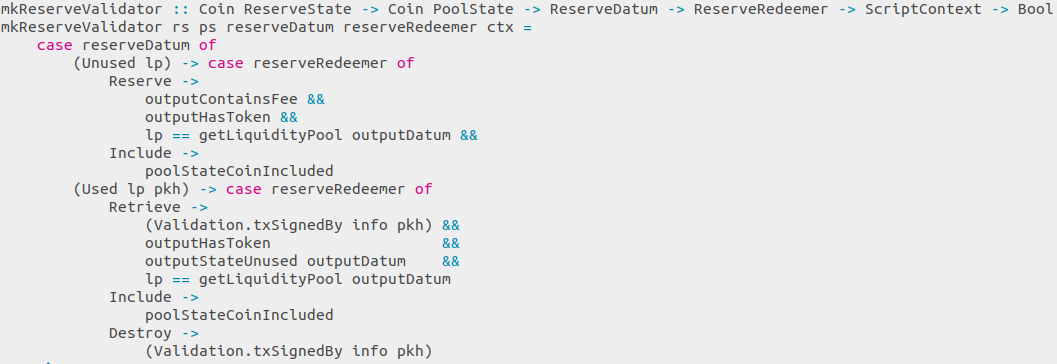 mkReserveValidator :: Coin ReserveState -> Coin PoolState -> ReserveDatum -> ReserveRedeemer -> ScriptContext -> Bool
mkReserveValidator rs ps reserveDatum reserveRedeemer ctx =
    case reserveDatum of
        (Unused lp) -> case reserveRedeemer of
            Reserve ->
                outputContainsFee &&
                outputHasToken &&
                lp == getLiquidityPool outputDatum &&
            Include ->
                poolStateCoinIncluded
        (Used lp pkh) -> case reserveRedeemer of
            Retrieve ->
                (Validation.txSignedBy info pkh) &&
                outputHasToken                   &&
                outputStateUnused outputDatum    &&
                lp == getLiquidityPool outputDatum
            Include ->
                poolStateCoinIncluded
            Destroy ->
                (Validation.txSignedBy info pkh)